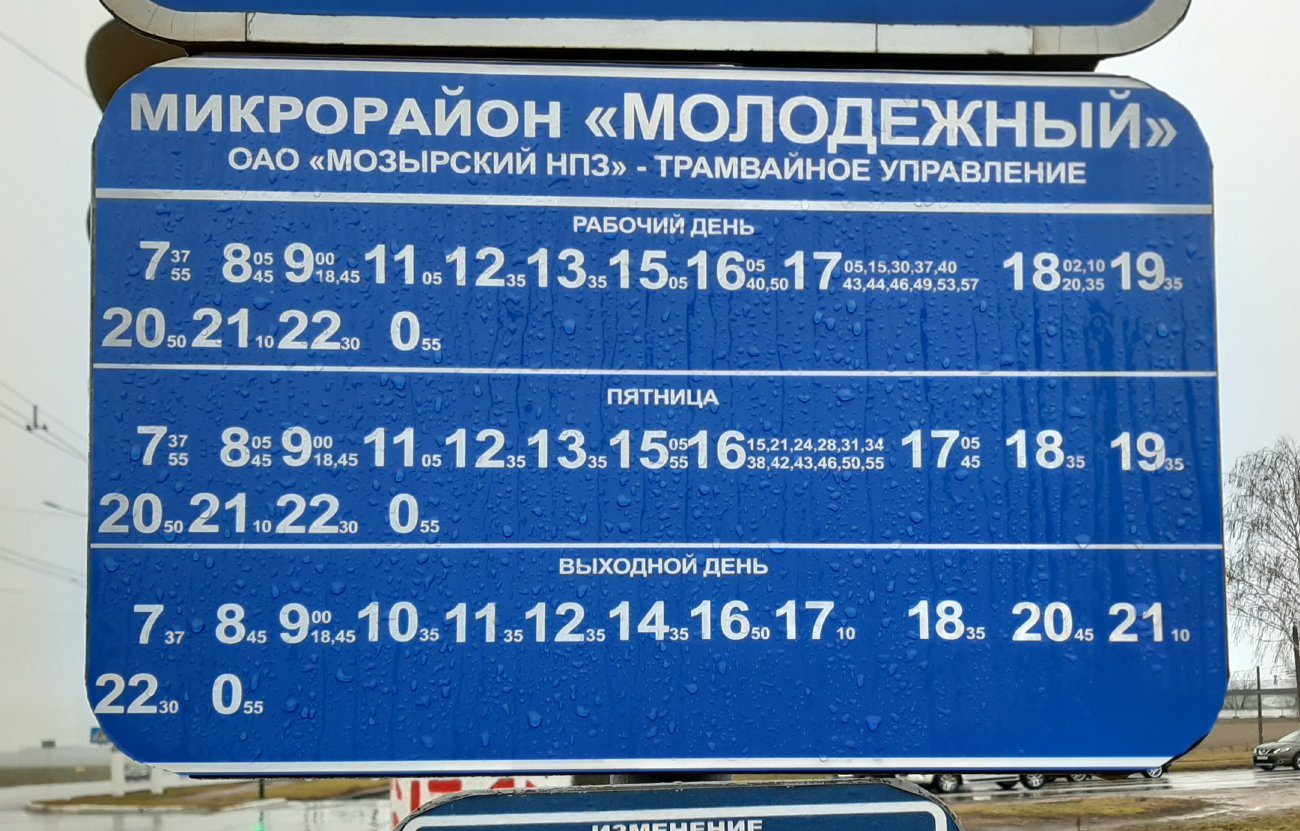 МИКРОРАЙОН «МОЛОДЕЖНЫЙ»
ОАО «МОЗЫРСКИЙ НПЗ» - ТРАМВАЙНОЕ УПРАВЛЕНИЕ
РАБОЧИЙ ДЕНЬ
7 37 55 8 05 45 9 00 18,45 11 05 12 35 13 35 15 05 16 05 40,50 17 05,15,30,37,40 43,44,46,49,53,57 18 02,10 20,35 19 35
20 50 21 10 22 30 0 55
ПЯТНИЦА
7 37 55 8 05 45 9 00 18,45 11 05 12 35 13 35 15 05 55 16 15,21,24,28,31,34 38,42,43,46,50,55 17 05 45 18 35 19 35
20 50 21 10 22 30 0 55
ВЫХОДНОЙ ДЕНЬ
7 37 8 45 9 00 18,45 10 35 11 35 12 35 14 35 16 50 17 10 18 35 20 45 21 10
22 30 0 55
ИЗМЕНЕНИЕ